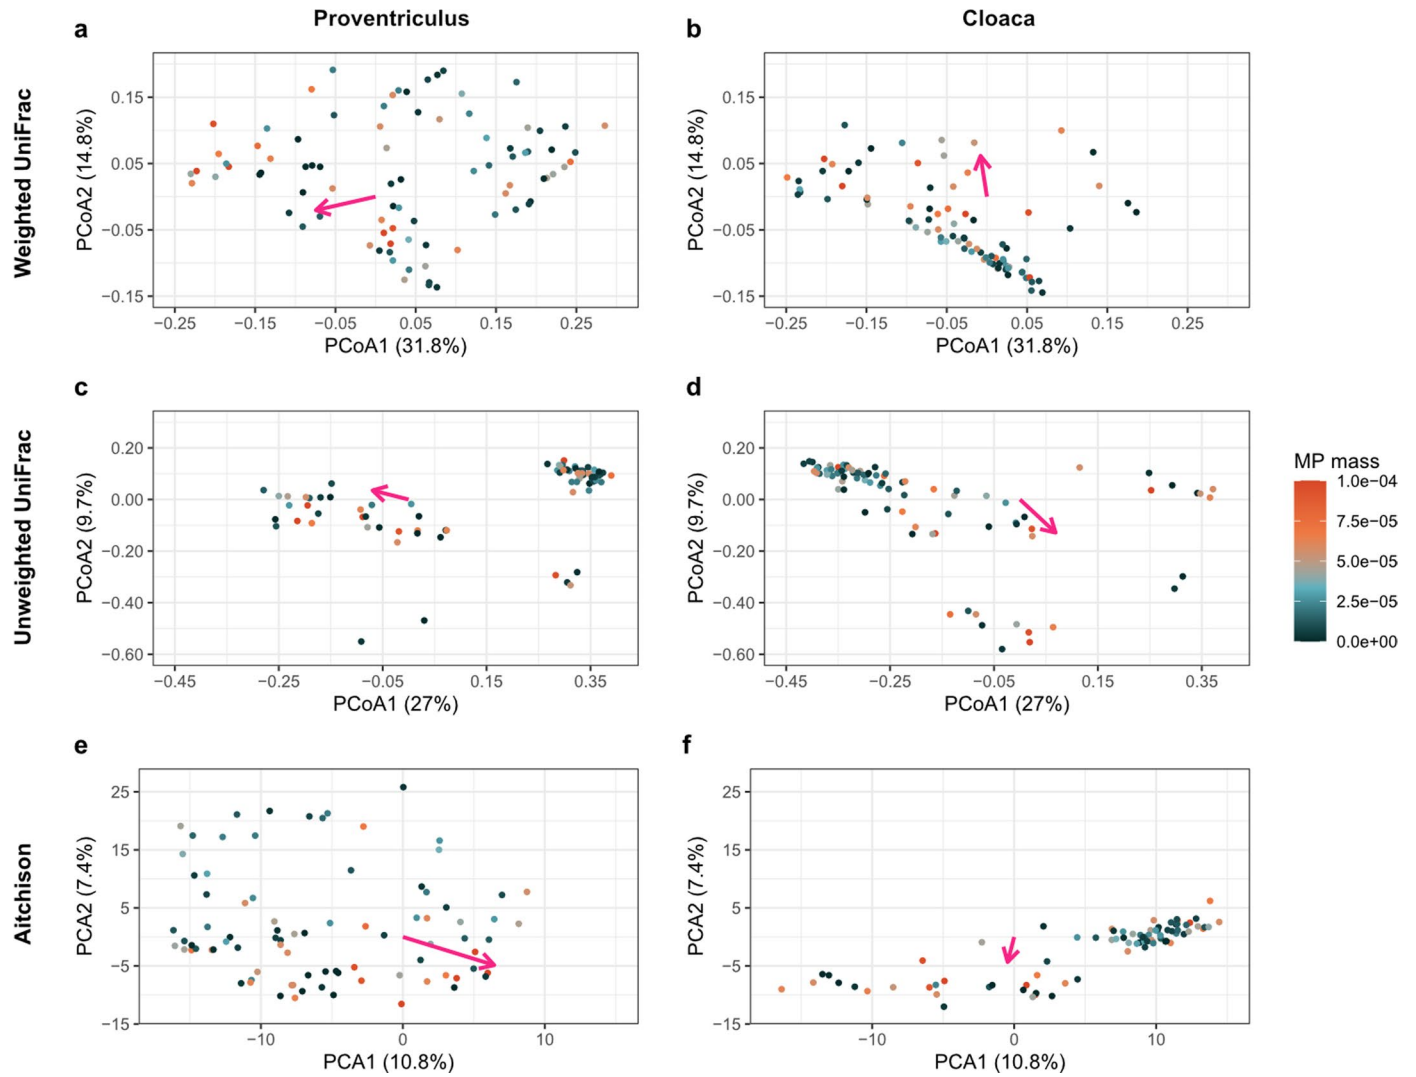 Proventriculus
Cloaca
a
b
Weighted UniFrac
PCoA2 (14.8%)
0.15
0.05
−0.05
−0.15
−0.25
−0.15
−0.05
0.05
0.15
0.25
PCoA1 (31.8%)
PCoA2 (14.8%)
0.15
0.05
−0.05
−0.15
−0.25
−0.15
−0.05
0.05
0.15
0.25
PCoA1 (31.8%)
c
d
Unweighted UniFrac
PCoA2 (9.7%)
0.20
0.00
−0.20
−0.40
−0.60
−0.45
−0.25
−0.05
0.15
0.35
PCoA1 (27%)
PCoA2 (9.7%)
0.20
0.00
−0.20
−0.40
−0.60
−0.45
−0.25
−0.05
0.15
0.35
PCoA1 (27%)
MP mass
1.0e−04
7.5e−05
5.0e−05
2.5e−05
0.0e+00
e
f
Aitchison
PCA2 (7.4%)
25
15
5
−5
−15
−10
0
10
PCA1 (10.8%)
PCA2 (7.4%)
25
15
5
−5
−15
−10
0
10
PCA1 (10.8%)